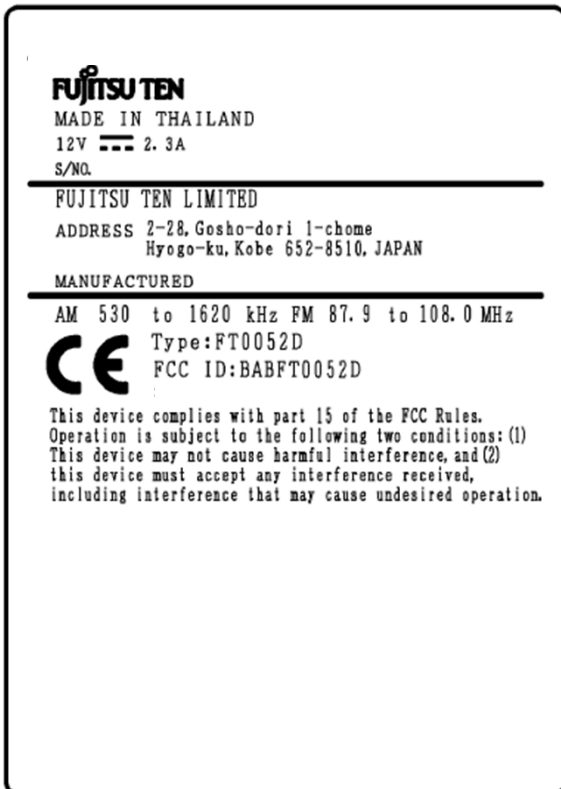 FUJITSU TEN
MADE IN THAILAND
12V 2.3A
S/NO.
FUJITSU TEN LIMITED
ADDRESS 2-28, Gosho-dori 1-chome
Hyogo-ku, Kobe 652-8510, JAPAN
MANUFACTURED
AM 530 to 1620 kHz FM 87.9 to 108.0 MHz
Type:FT0052D
CE FCC ID:BABFT0052D
This device complies with part 15 of the FCC Rules.
Operation is subject to the following two conditions:(1)
This device may not cause harmful interference, and (2)
this device must accept any interference received,
including interference that may cause undesired operation.